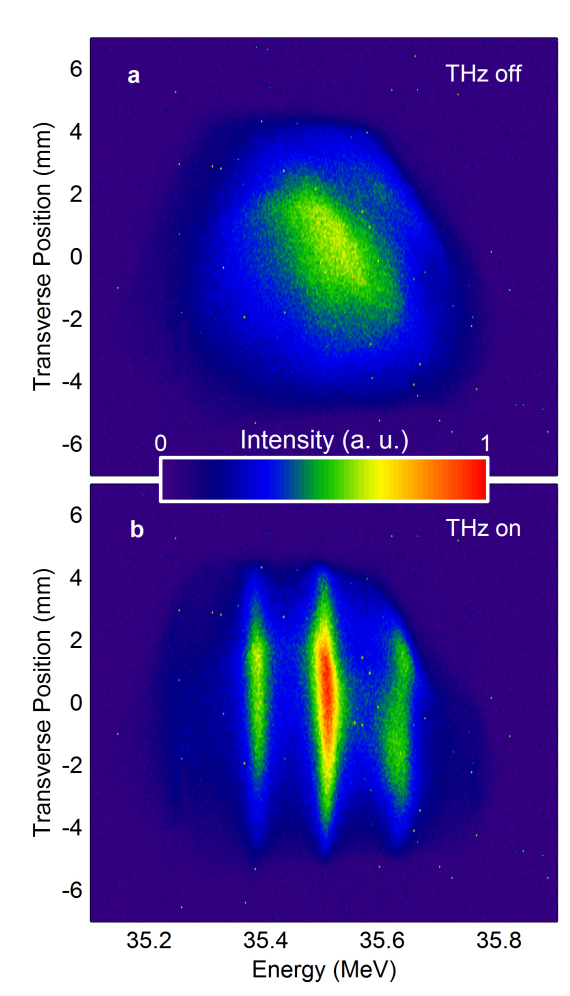 a
THz off
6
4
2
0
-2
-4
-6
Transverse Position (mm)
0 Intensity (a. u.) 1
b
THz on
6
4
2
0
-2
-4
-6
Transverse Position (mm)
35.2 35.4 35.6 35.8
Energy (MeV)